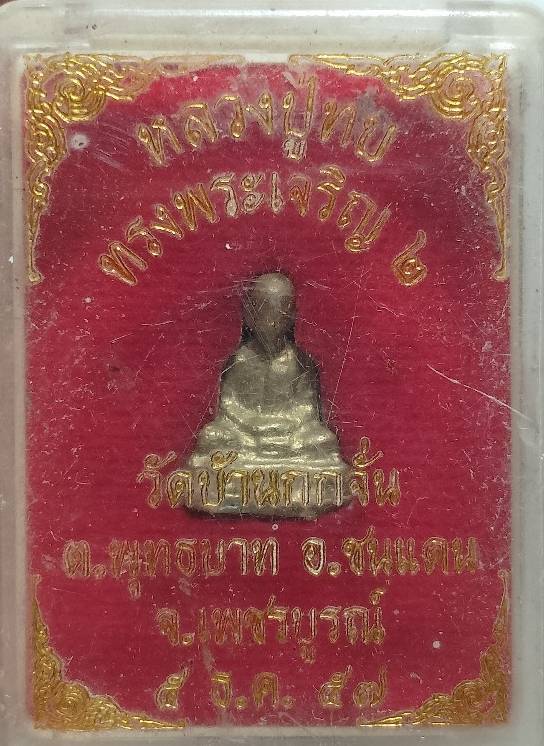 หลวงปู่ทบ
ทรงพระเจริญ ๒
วัดบ้านกกจั่น
ต.พุทธบาท อ.ชนแดน
จ.เพชรบูรณ์
๕ ธ.ค. ๕๗